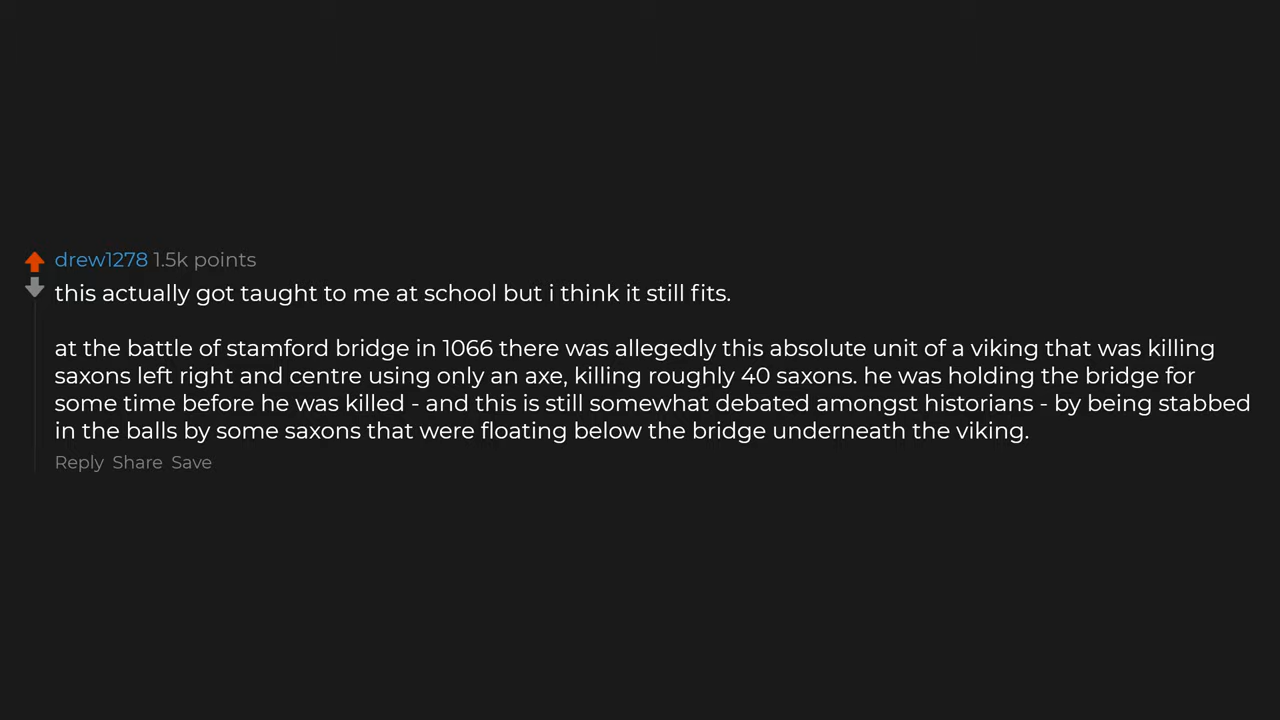 drew1278 1.5k points
this actually got taught to me at school but i think it still fits.
at the battle of stamford bridge in 1066 there was allegedly this absolute unit of a viking that was killing
saxons left right and centre using only an axe, killing roughly 40 saxons. he was holding the bridge for
some time before he was killed - and this is still somewhat debated amongst historians - by being stabbed
in the balls by some saxons that were floating below the bridge underneath the viking.
Reply Share Save